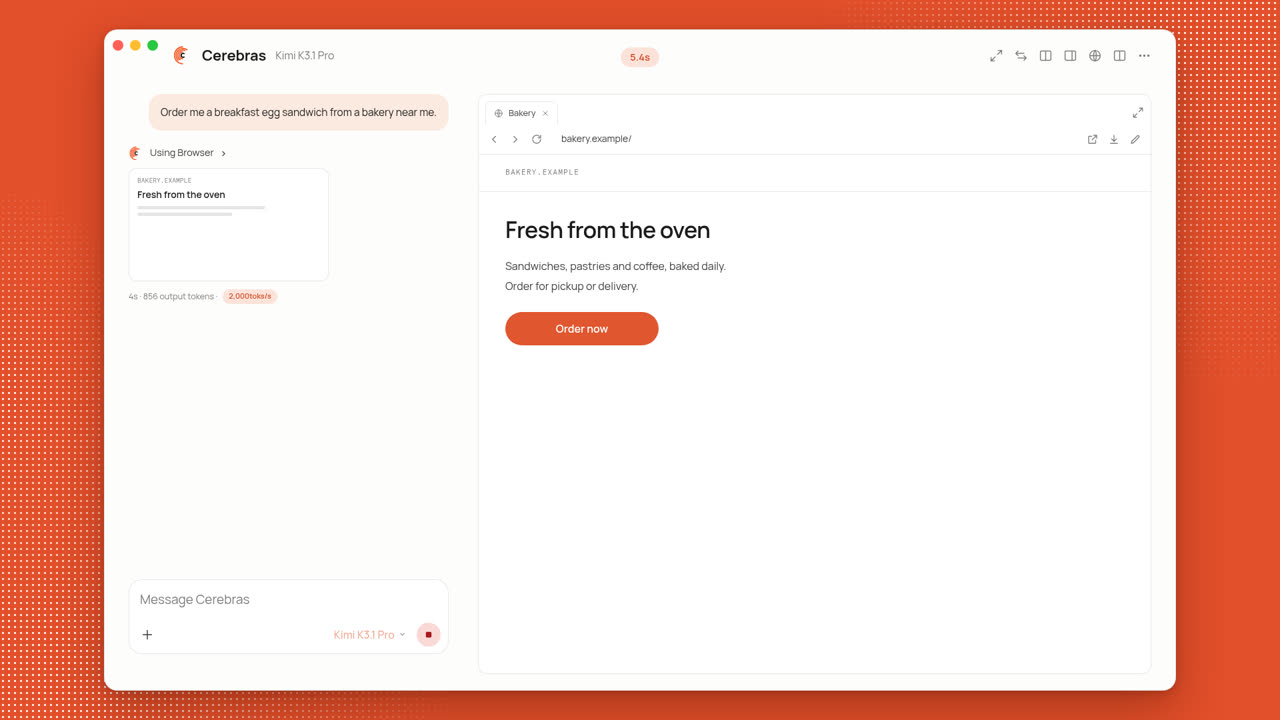 Cerebras Kimi K3.1 Pro
5.4s
Order me a breakfast egg sandwich from a bakery near me.
Using Browser
BAKERY.EXAMPLE
Fresh from the oven
4s · 856 output tokens · 2,000toks/s
Message Cerebras
Kimi K3.1 Pro
Bakery
bakery.example/
BAKERY.EXAMPLE
Fresh from the oven
Sandwiches, pastries and coffee, baked daily.
Order for pickup or delivery.
Order now